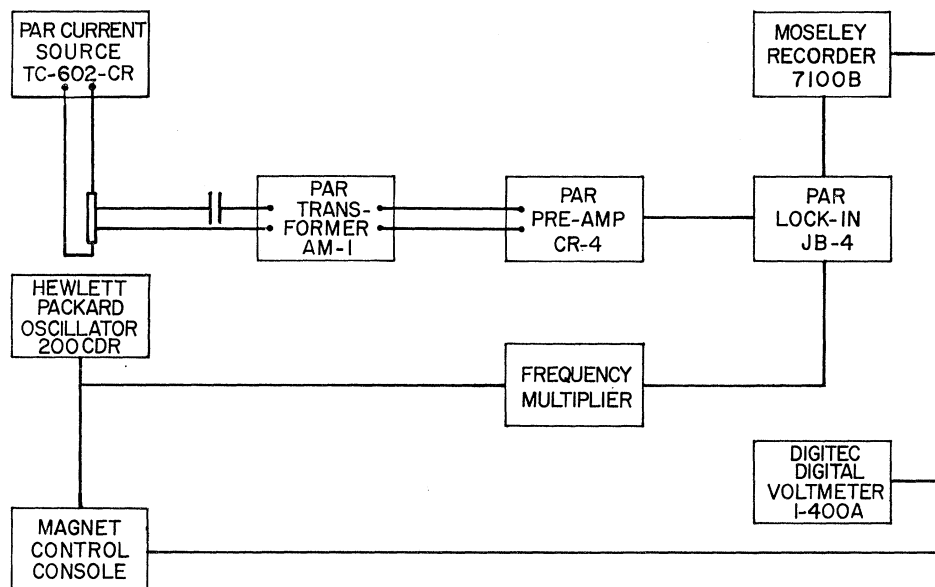 PAR CURRENT
SOURCE
TC-602-CR
MOSELEY
RECORDER
7100B
PAR
TRANS-
FORMER
AM-1
PAR
PRE-AMP
CR-4
PAR
LOCK-IN
JB-4
HEWLETT
PACKARD
OSCILLATOR
200CDR
FREQUENCY
MULTIPLIER
DIGITEC
DIGITAL
VOLTMETER
1-400A
MAGNET
CONTROL
CONSOLE